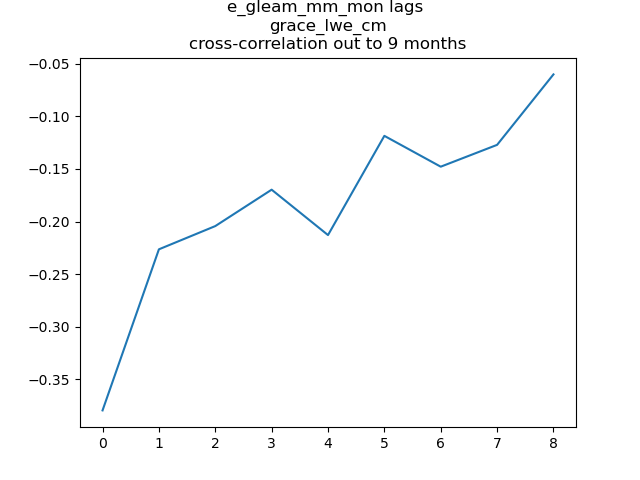 e_gleam_mm_mon lags
grace_lwe_cm
cross-correlation out to 9 months
−0.05
−0.10
−0.15
−0.20
−0.25
−0.30
−0.35
0 1 2 3 4 5 6 7 8